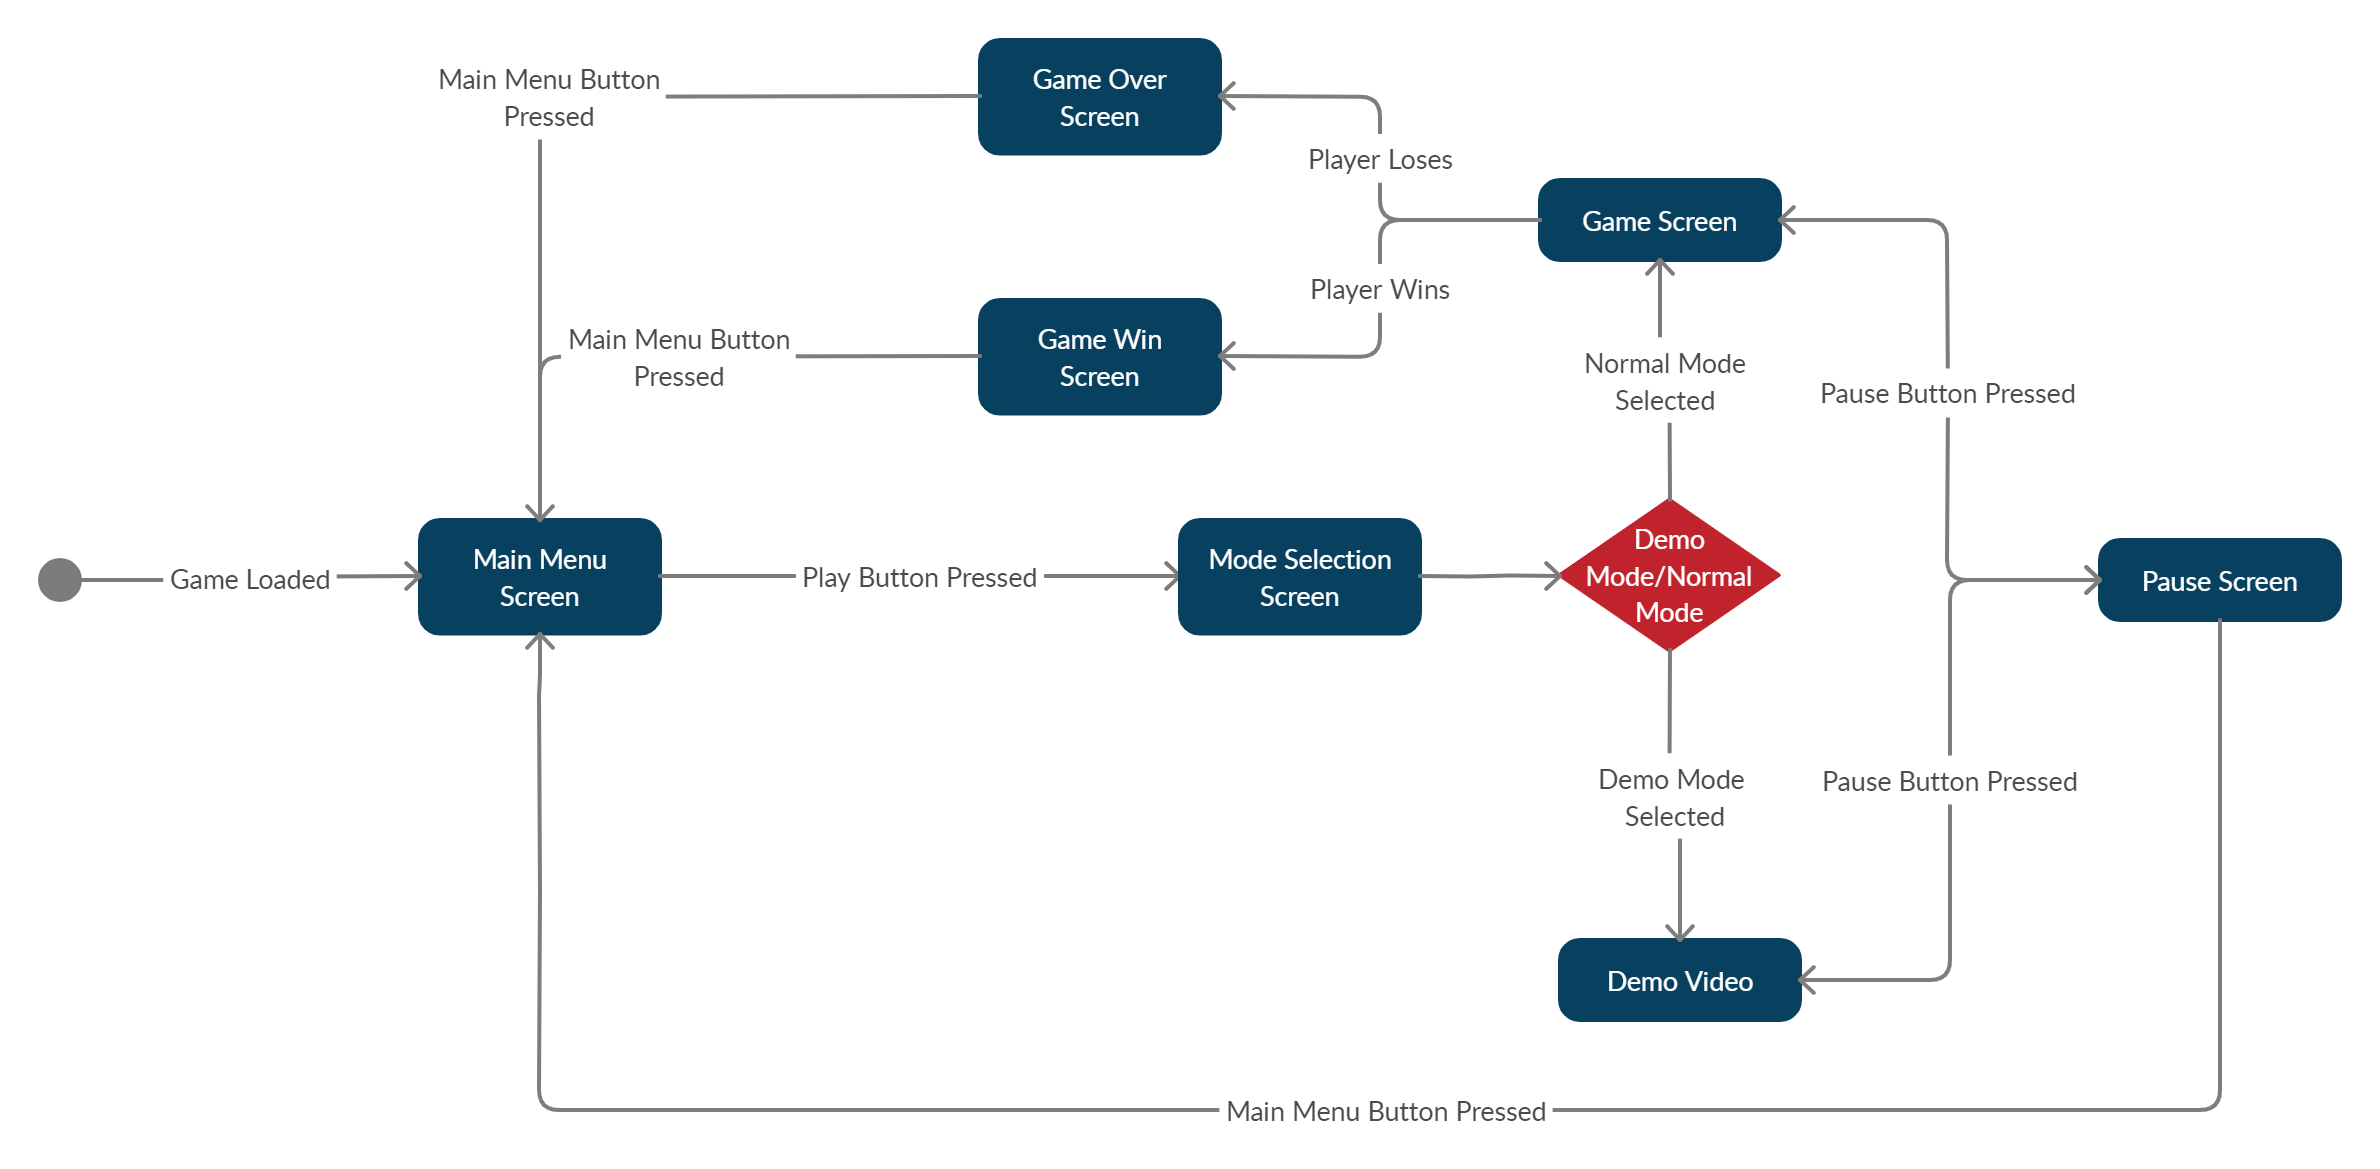 Main Menu Button
Pressed
Game Over
Screen
Player Loses
Game Screen
Player Wins
Main Menu Button
Pressed
Game Win
Screen
Normal Mode
Selected
Pause Button Pressed
Game Loaded
Main Menu
Screen
Play Button Pressed
Mode Selection
Screen
Demo
Mode/Normal
Mode
Pause Screen
Demo Mode
Selected
Pause Button Pressed
Demo Video
Main Menu Button Pressed